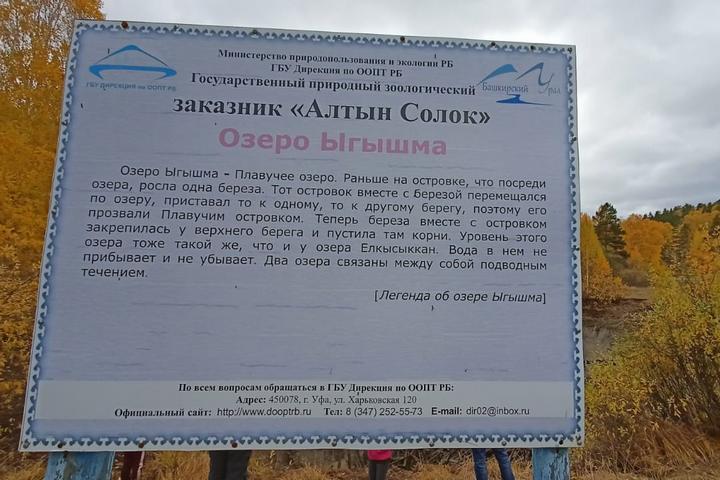 Министерство природопользования и экологии РБ
ГБУ Дирекция по ООПТ РБ
Государственный природный зоологический
заказник «Алтын Солок»
ГБУ ДИРЕКЦИЯ по ООПТ РБ
Башкирский Урал
Озеро Ыгышма
Озеро Ыгышма - Плавучее озеро. Раньше на островке, что посреди
озера, росла одна береза. Тот островок вместе с березой перемещался
по озеру, приставал то к одному, то к другому берегу, поэтому его
прозвали Плавучим островком. Теперь береза вместе с островком
закрепилась у верхнего берега и пустила там корни. Уровень этого
озера тоже такой же, что и у озера Елкысыккан. Вода в нем не
прибывает и не убывает. Два озера связаны между собой подводным
течением.
[Легенда об озере Ыгышма]
По всем вопросам обращаться в ГБУ Дирекция по ООПТ РБ:
Адрес: 450078, г. Уфа, ул. Харьковская 120
Официальный сайт: http://www.dooptrb.ru Тел: 8 (347) 252-55-73 E-mail: dir02@inbox.ru